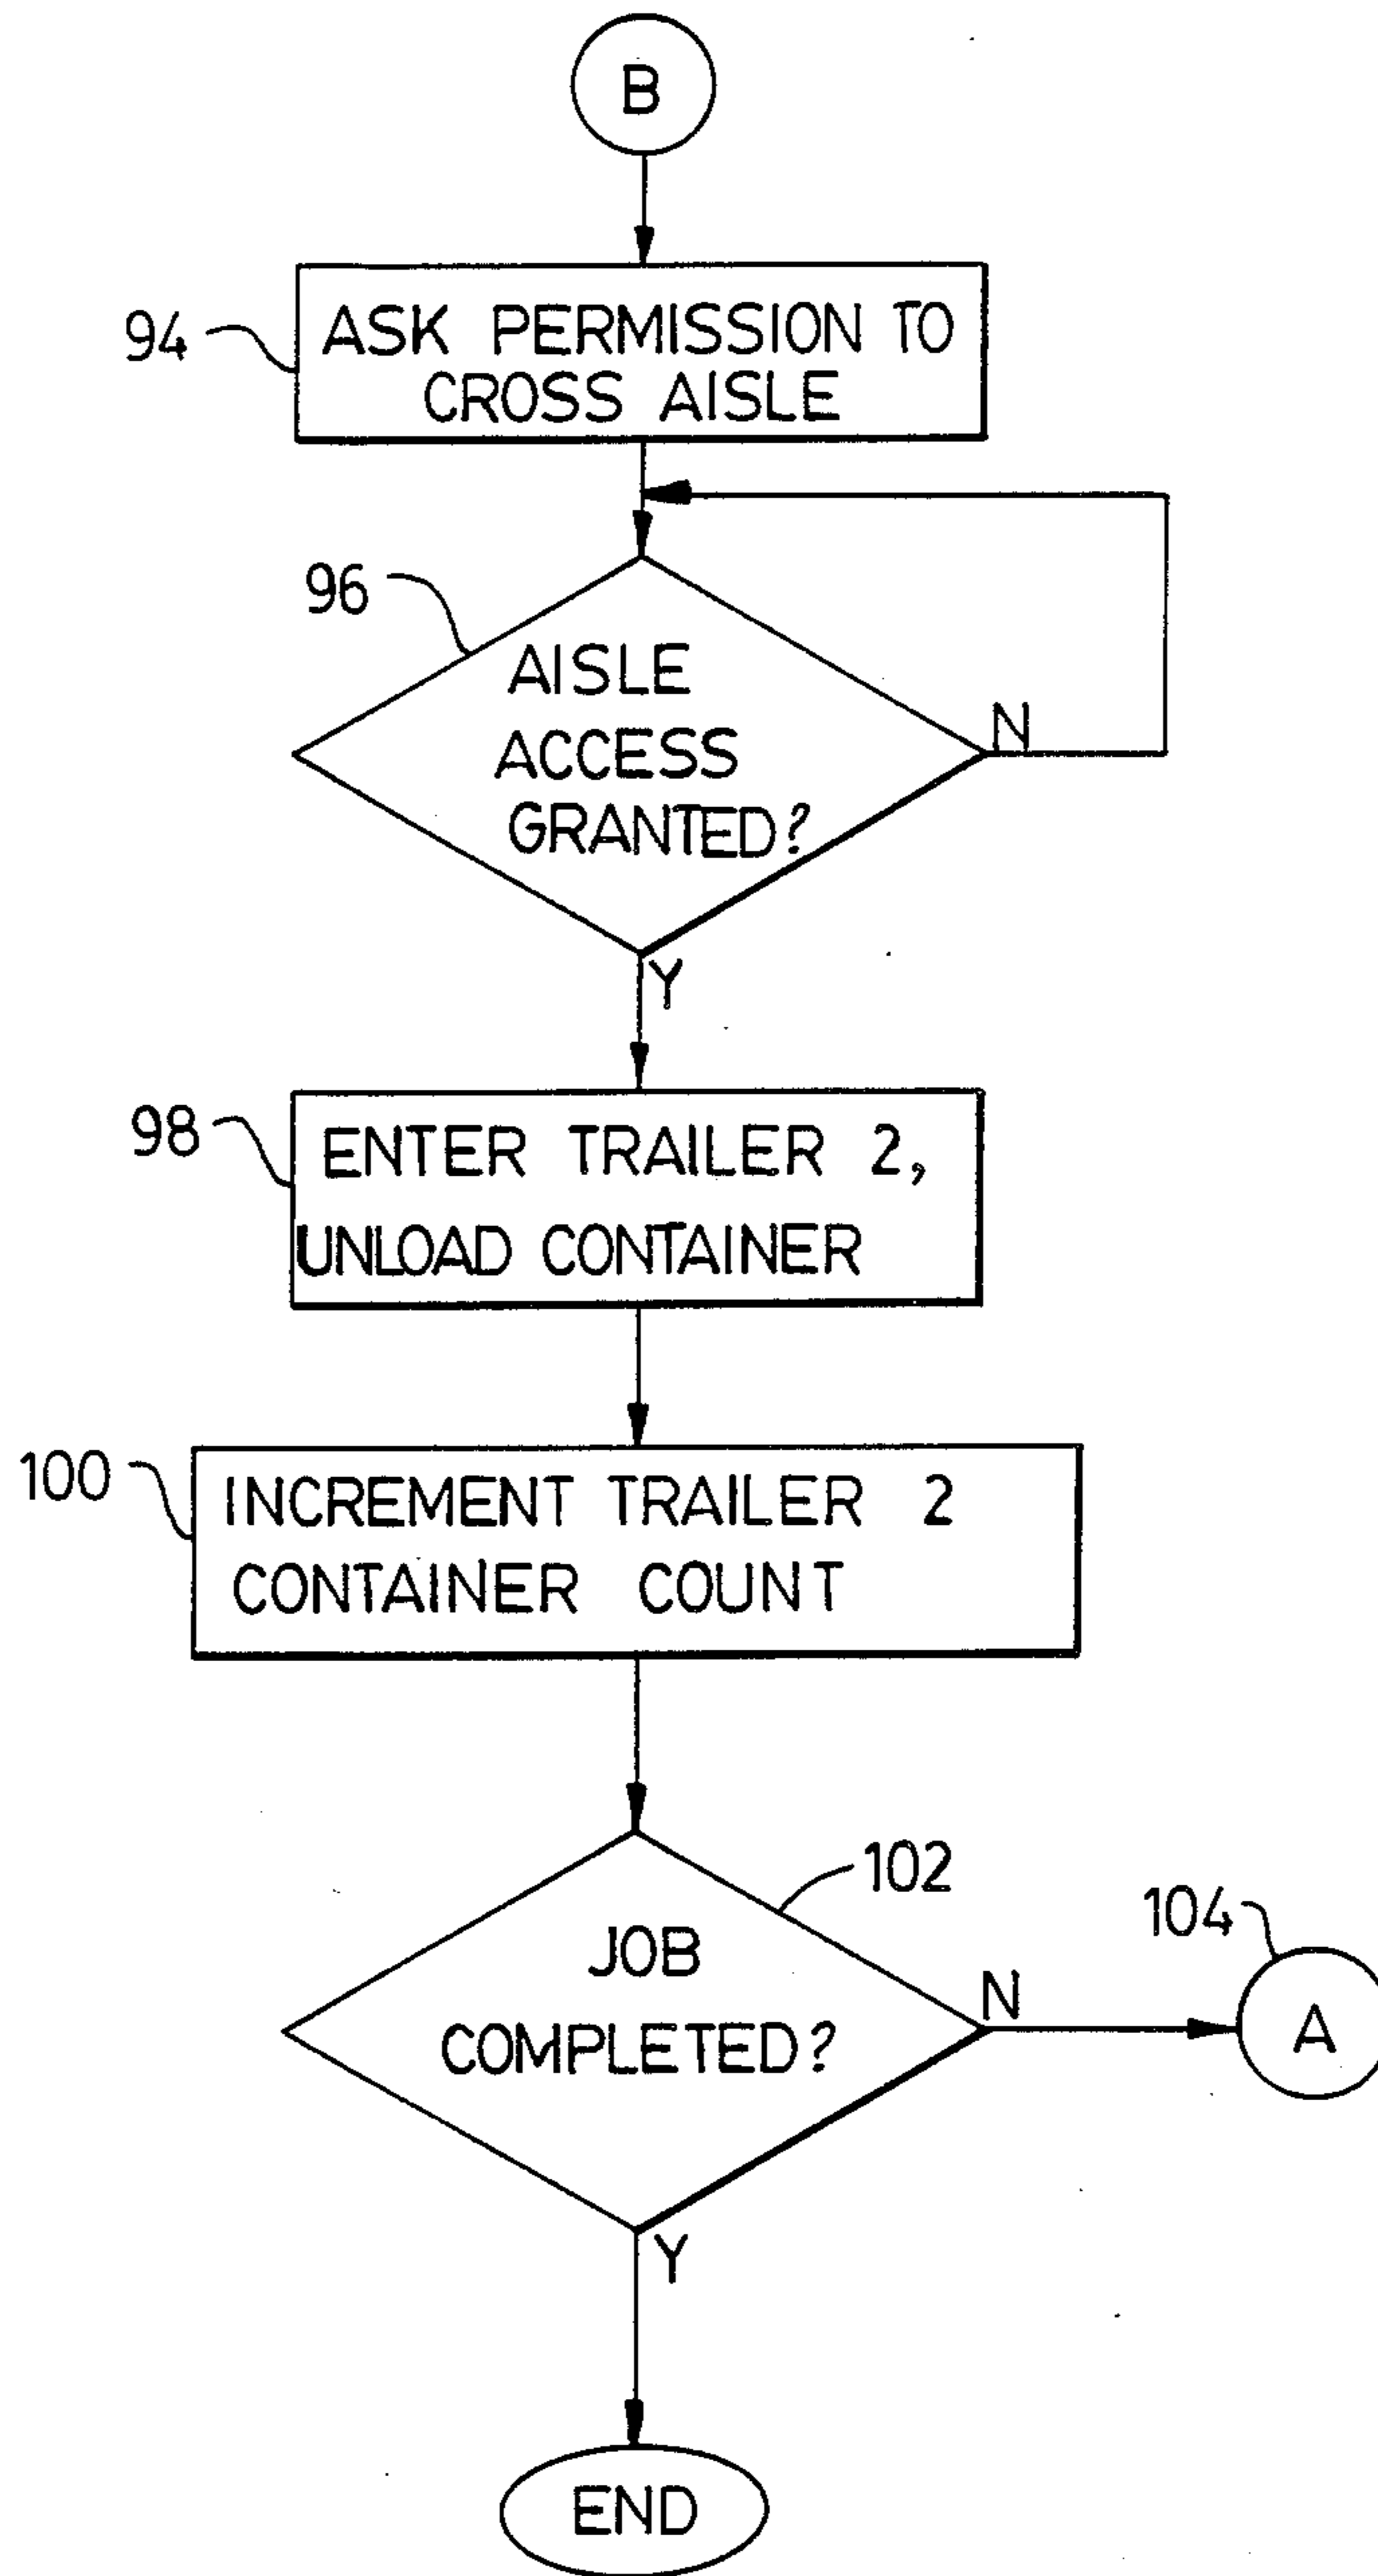 B
94
ASK PERMISSION TO
CROSS AISLE
96
AISLE
ACCESS
GRANTED?
N
Y
98
ENTER TRAILER 2,
UNLOAD CONTAINER
100
INCREMENT TRAILER 2
CONTAINER COUNT
102
JOB
COMPLETED?
N
104
A
Y
END